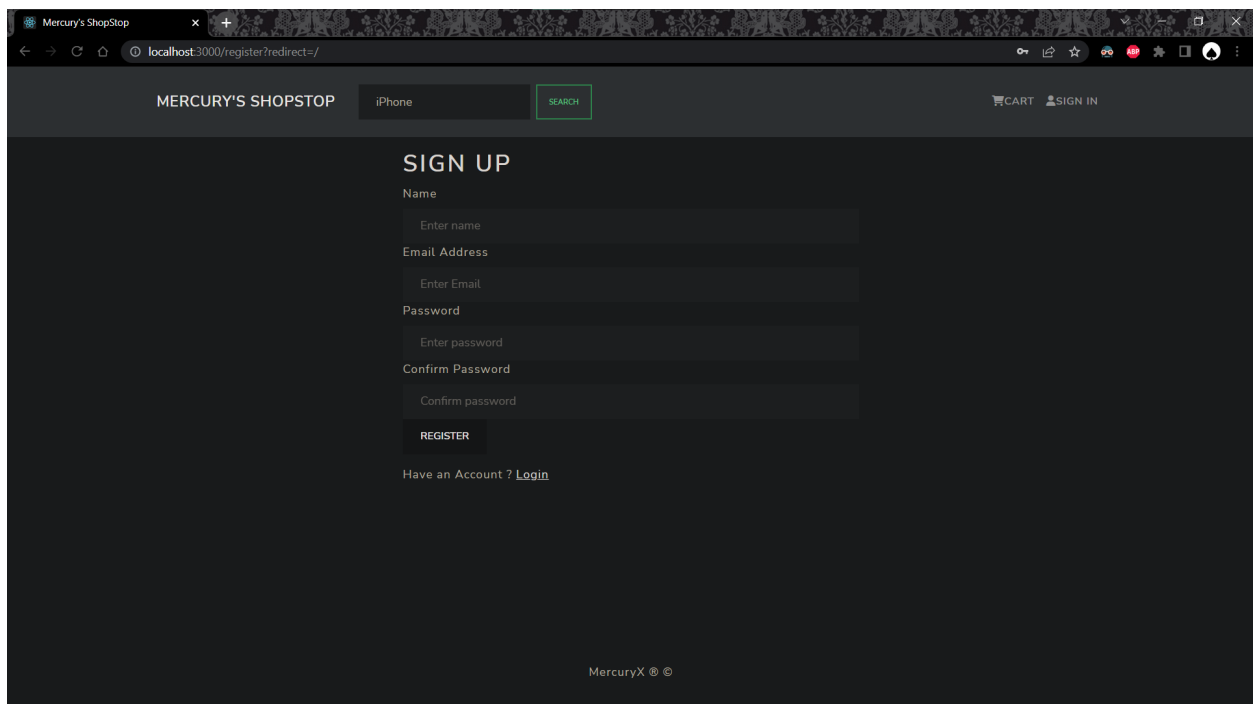 Mercury's ShopStop
localhost:3000/register?redirect=/
ABP
MERCURY'S SHOPSTOP
iPhone
SEARCH
CART
SIGN IN
SIGN UP
Name
Enter name
Email Address
Enter Email
Password
Enter password
Confirm Password
Confirm password
REGISTER
Have an Account ? Login
MercuryX ® ©